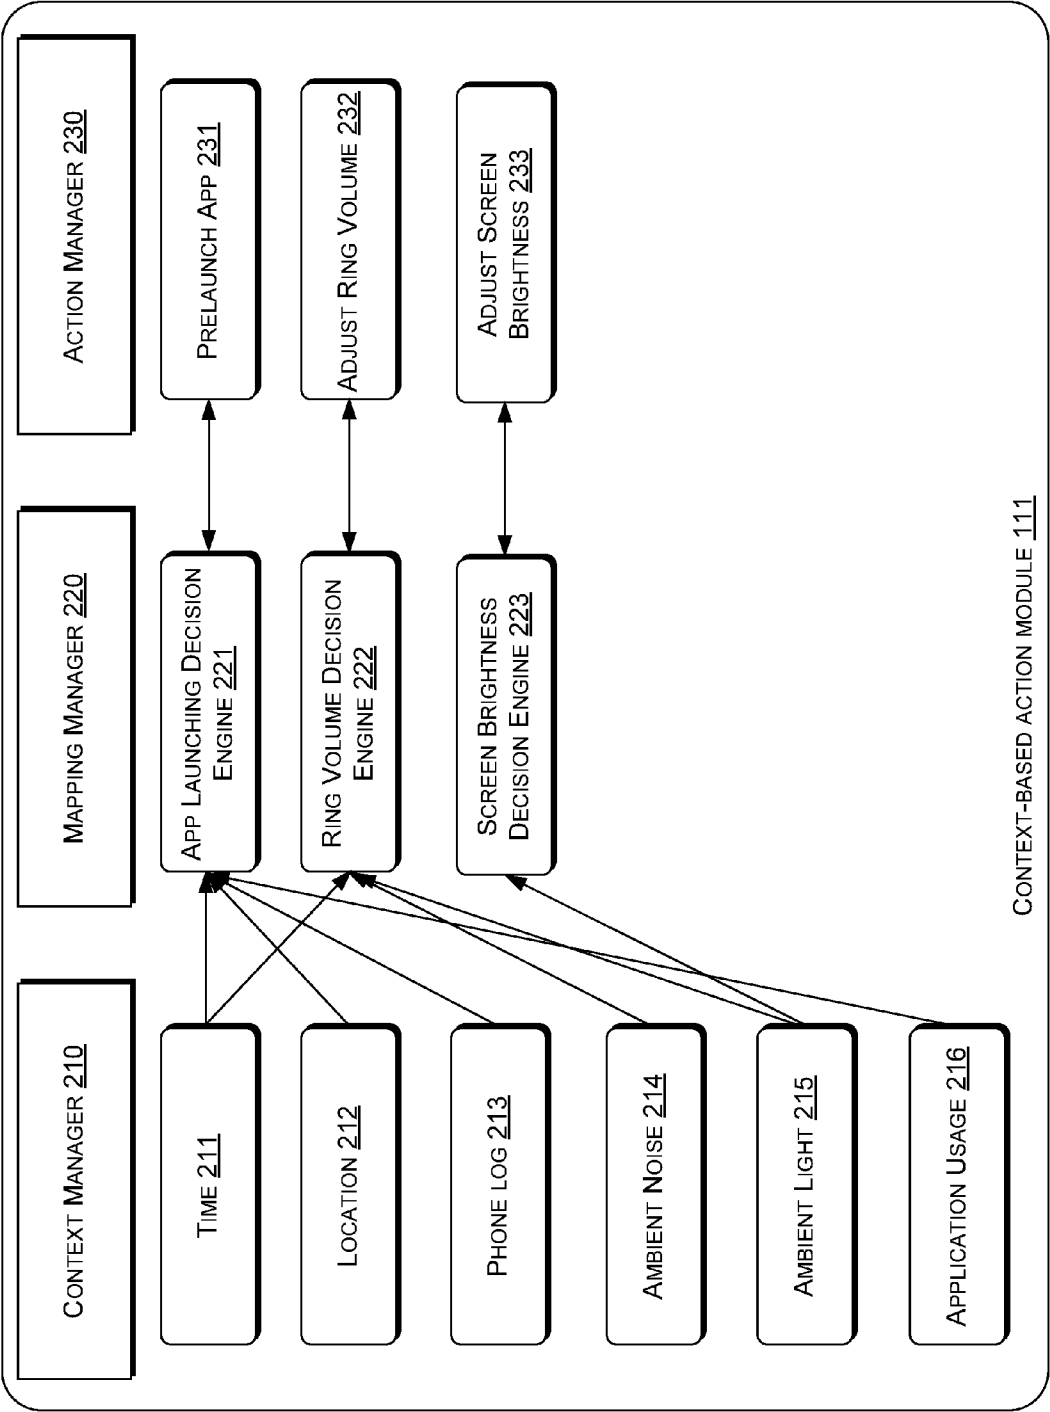 CONTEXT MANAGER 210
MAPPING MANAGER 220
ACTION MANAGER 230
TIME 211
APP LAUNCHING DECISION
ENGINE 221
PRELAUNCH APP 231
LOCATION 212
RING VOLUME DECISION
ENGINE 222
ADJUST RING VOLUME 232
PHONE LOG 213
SCREEN BRIGHTNESS
DECISION ENGINE 223
ADJUST SCREEN
BRIGHTNESS 233
AMBIENT NOISE 214
AMBIENT LIGHT 215
APPLICATION USAGE 216
CONTEXT-BASED ACTION MODULE 111